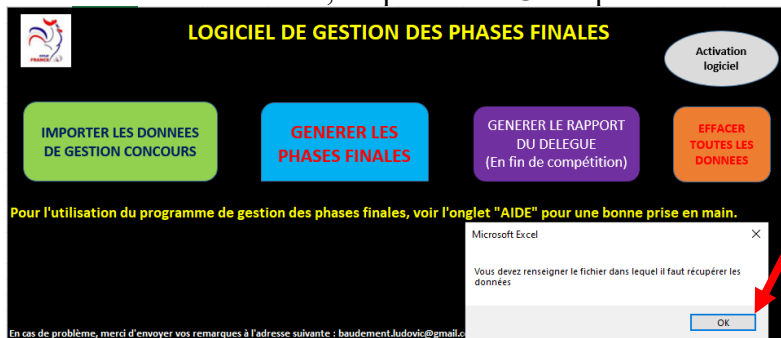 LOGICIEL DE GESTION DES PHASES FINALES
Activation
logiciel
IMPORTER LES DONNEES
DE GESTION CONCOURS
GENERER LES
PHASES FINALES
GENERER LE RAPPORT
DU DELEGUE
(En fin de compétition)
EFFACER
TOUTES LES
DONNEES
Pour l'utilisation du programme de gestion des phases finales, voir l'onglet "AIDE" pour une bonne prise en main.
Microsoft Excel
Vous devez renseigner le fichier dans lequel il faut récupérer les
données
OK
En cas de problème, merci d'envoyer vos remarques à l'adresse suivante : baudement.ludovic@gmail.c